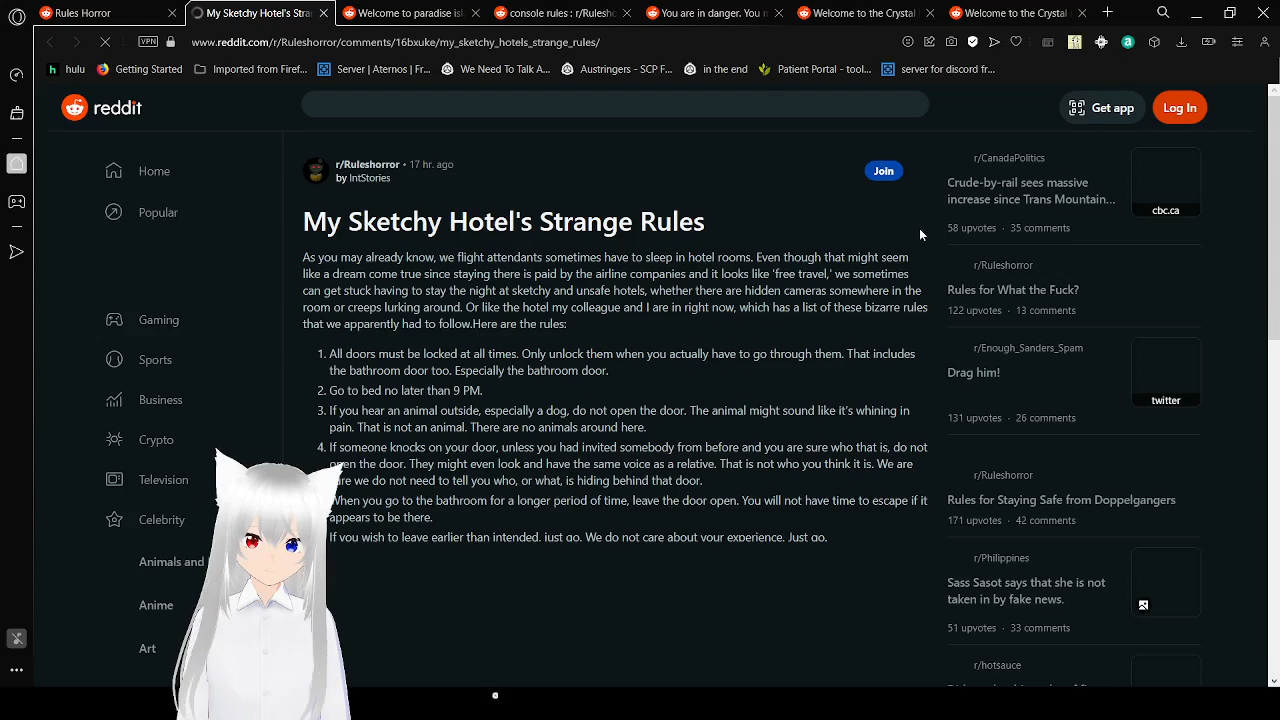 Rules Horror
My Sketchy Hotel's Stran
Welcome to paradise isl
console rules : r/Rulesho
You are in danger. You n
Welcome to the Crystal
Welcome to the Crystal
VPN
www.reddit.com/r/Ruleshorror/comments/16bxuke/my_sketchy_hotels_strange_rules/
h hulu
Getting Started
Imported from Firef...
Server | Aternos | Fr...
We Need To Talk A...
Austringers - SCP F...
in the end
Patient Portal - tool...
server for discord fr...
reddit
Get app
Log In
Home
Popular
Gaming
Sports
Business
Crypto
Television
Celebrity
Animals and
Anime
Art
r/Ruleshorror • 17 hr. ago
by IntStories
Join
My Sketchy Hotel's Strange Rules
As you may already know, we flight attendants sometimes have to sleep in hotel rooms. Even though that might seem
like a dream come true since staying there is paid by the airline companies and it looks like 'free travel,' we sometimes
can get stuck having to stay the night at sketchy and unsafe hotels, whether there are hidden cameras somewhere in the
room or creeps lurking around. Or like the hotel my colleague and I are in right now, which has a list of these bizarre rules
that we apparently had to follow.Here are the rules:
1. All doors must be locked at all times. Only unlock them when you actually have to go through them. That includes
the bathroom door too. Especially the bathroom door.
2. Go to bed no later than 9 PM.
3. If you hear an animal outside, especially a dog, do not open the door. The animal might sound like it's whining in
pain. That is not an animal. There are no animals around here.
4. If someone knocks on your door, unless you had invited somebody from before and you are sure who that is, do not
open the door. They might even look and have the same voice as a relative. That is not who you think it is. We are
re we do not need to tell you who, or what, is hiding behind that door.
When you go to the bathroom for a longer period of time, leave the door open. You will not have time to escape if it
appears to be there.
If you wish to leave earlier than intended, just go. We do not care about your experience. Just go.
r/CanadaPolitics
Crude-by-rail sees massive
increase since Trans Mountain...
cbc.ca
58 upvotes • 35 comments
r/Ruleshorror
Rules for What the Fuck?
122 upvotes • 13 comments
r/Enough_Sanders_Spam
Drag him!
twitter
131 upvotes • 26 comments
r/Ruleshorror
Rules for Staying Safe from Doppelgangers
171 upvotes • 42 comments
r/Philippines
Sass Sasot says that she is not
taken in by fake news.
51 upvotes • 33 comments
r/hotsauce